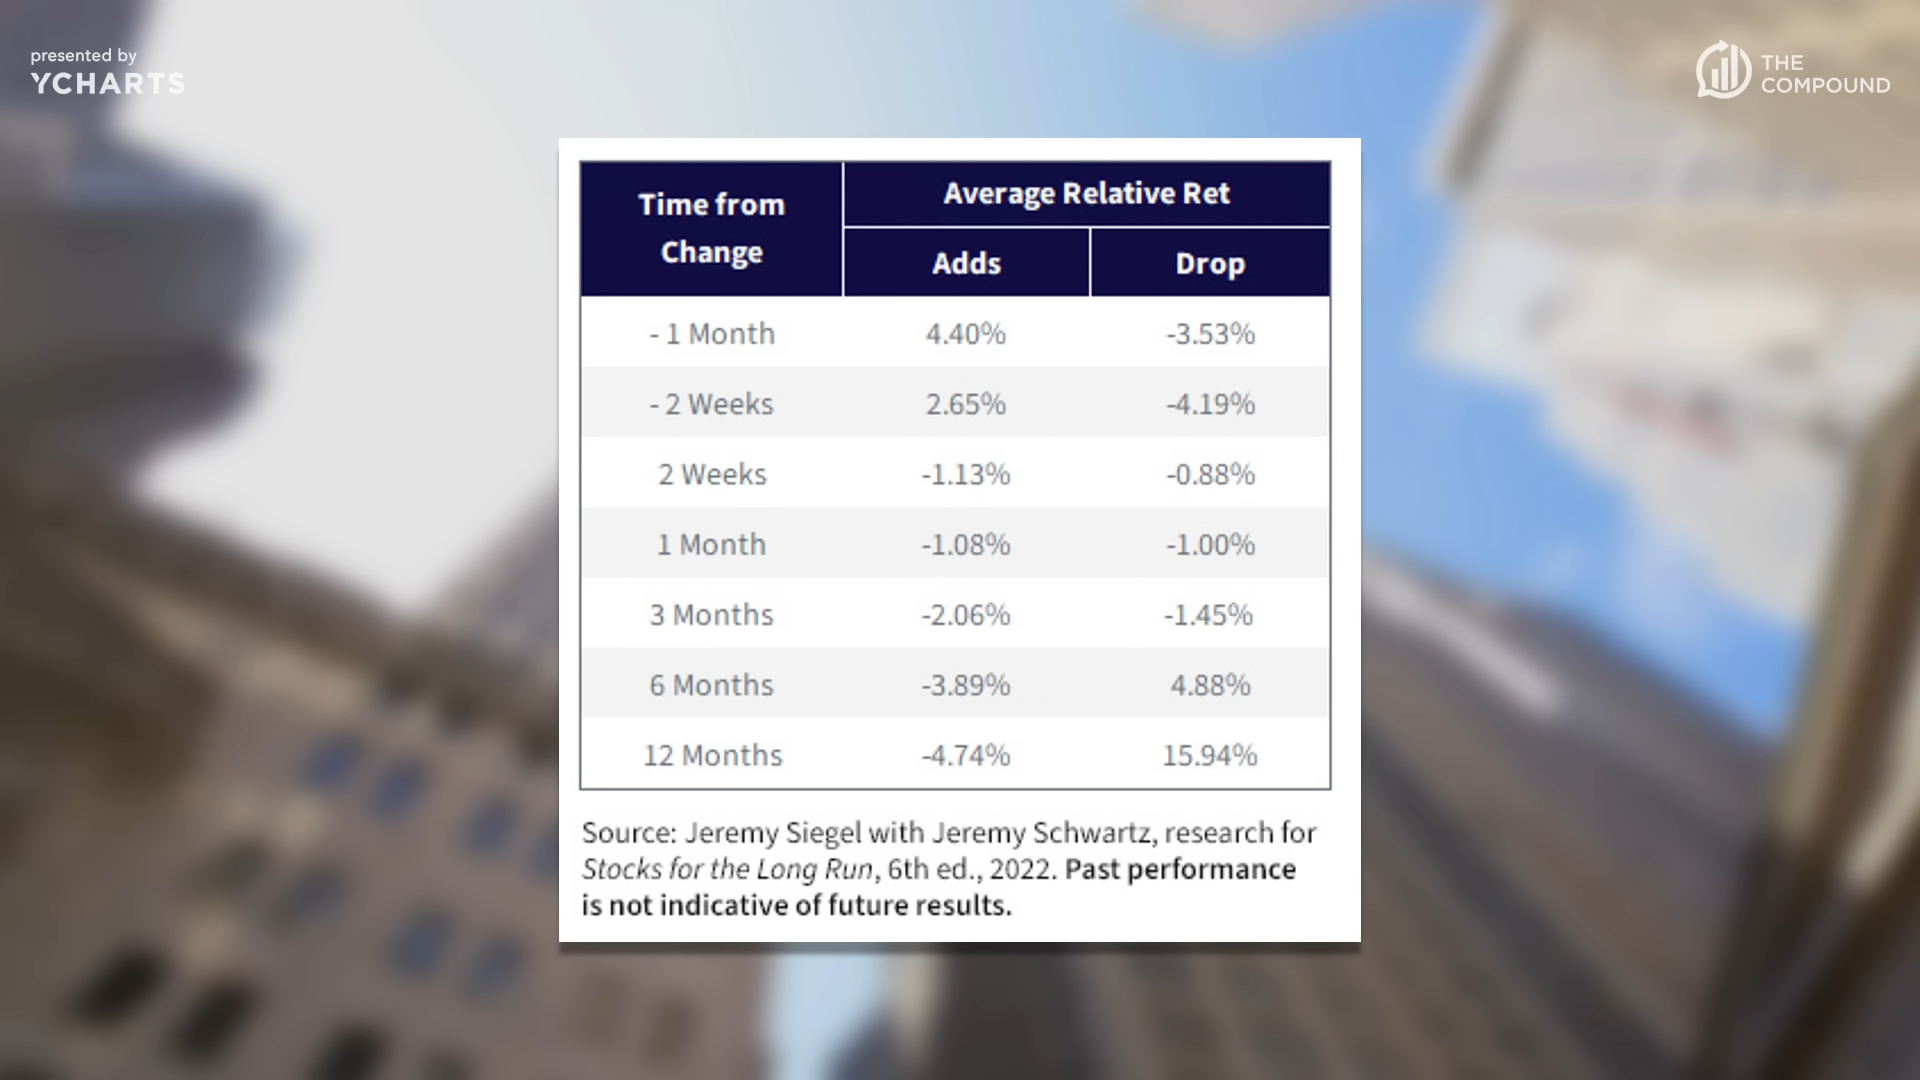 presented by
YCHARTS
THE
COMPOUND
Time from
Change
Average Relative Ret
Adds
Drop
- 1 Month 4.40% -3.53%
- 2 Weeks 2.65% -4.19%
2 Weeks -1.13% -0.88%
1 Month -1.08% -1.00%
3 Months -2.06% -1.45%
6 Months -3.89% 4.88%
12 Months -4.74% 15.94%
Source: Jeremy Siegel with Jeremy Schwartz, research for
Stocks for the Long Run, 6th ed., 2022. Past performance
is not indicative of future results.